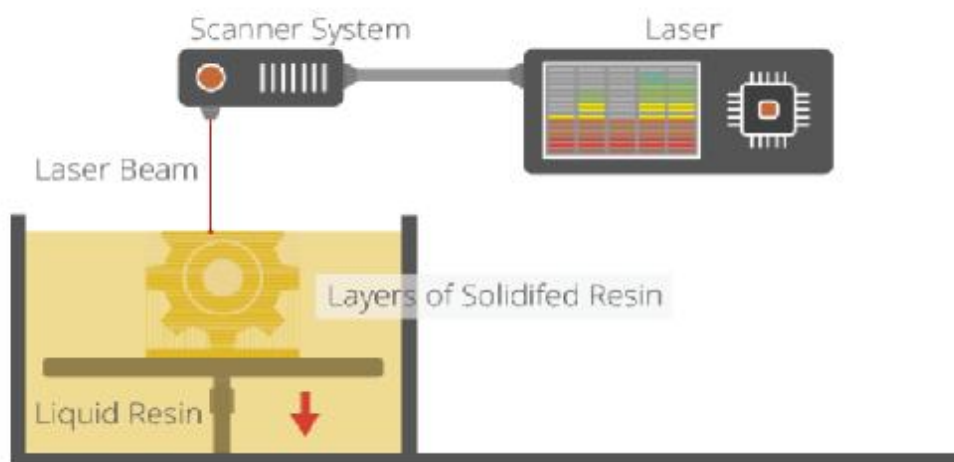 Scanner System
Laser
Laser Beam
Layers of Solidifed Resin
Liquid Resin